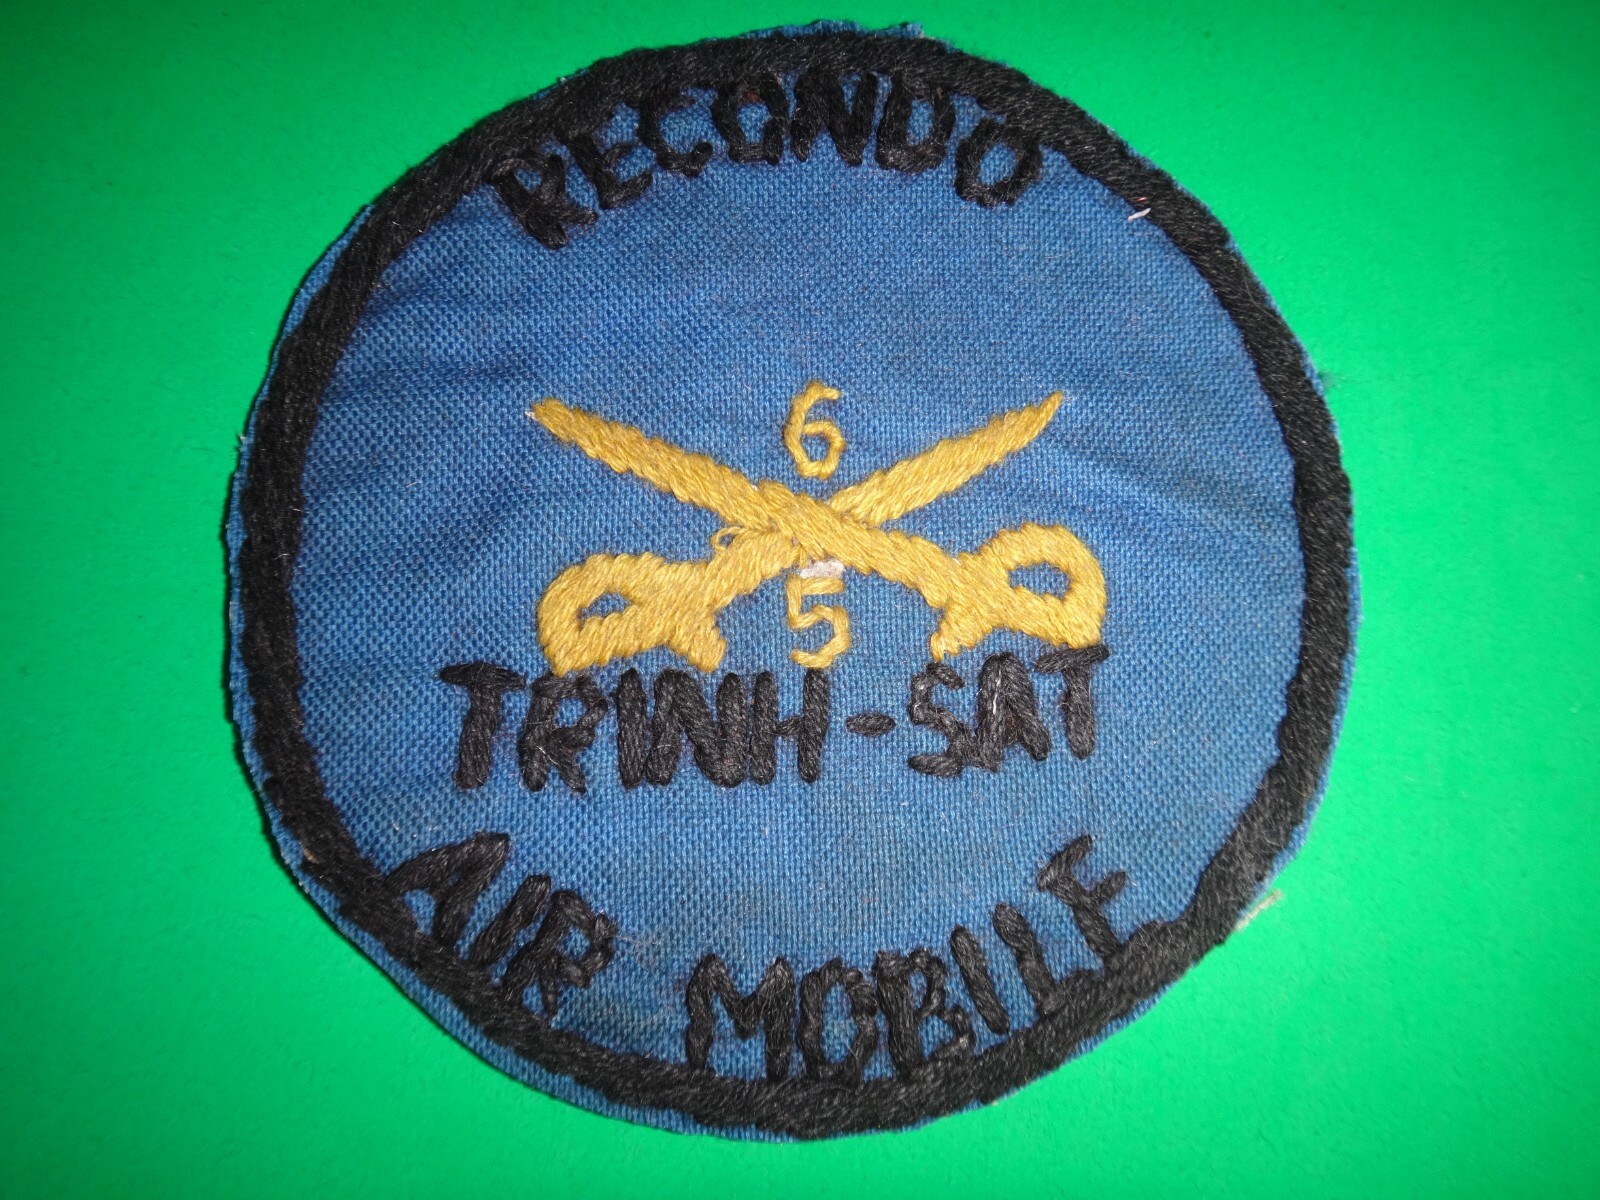 RECONDO
6
5
TRINH-SAT
AIR MOBILE